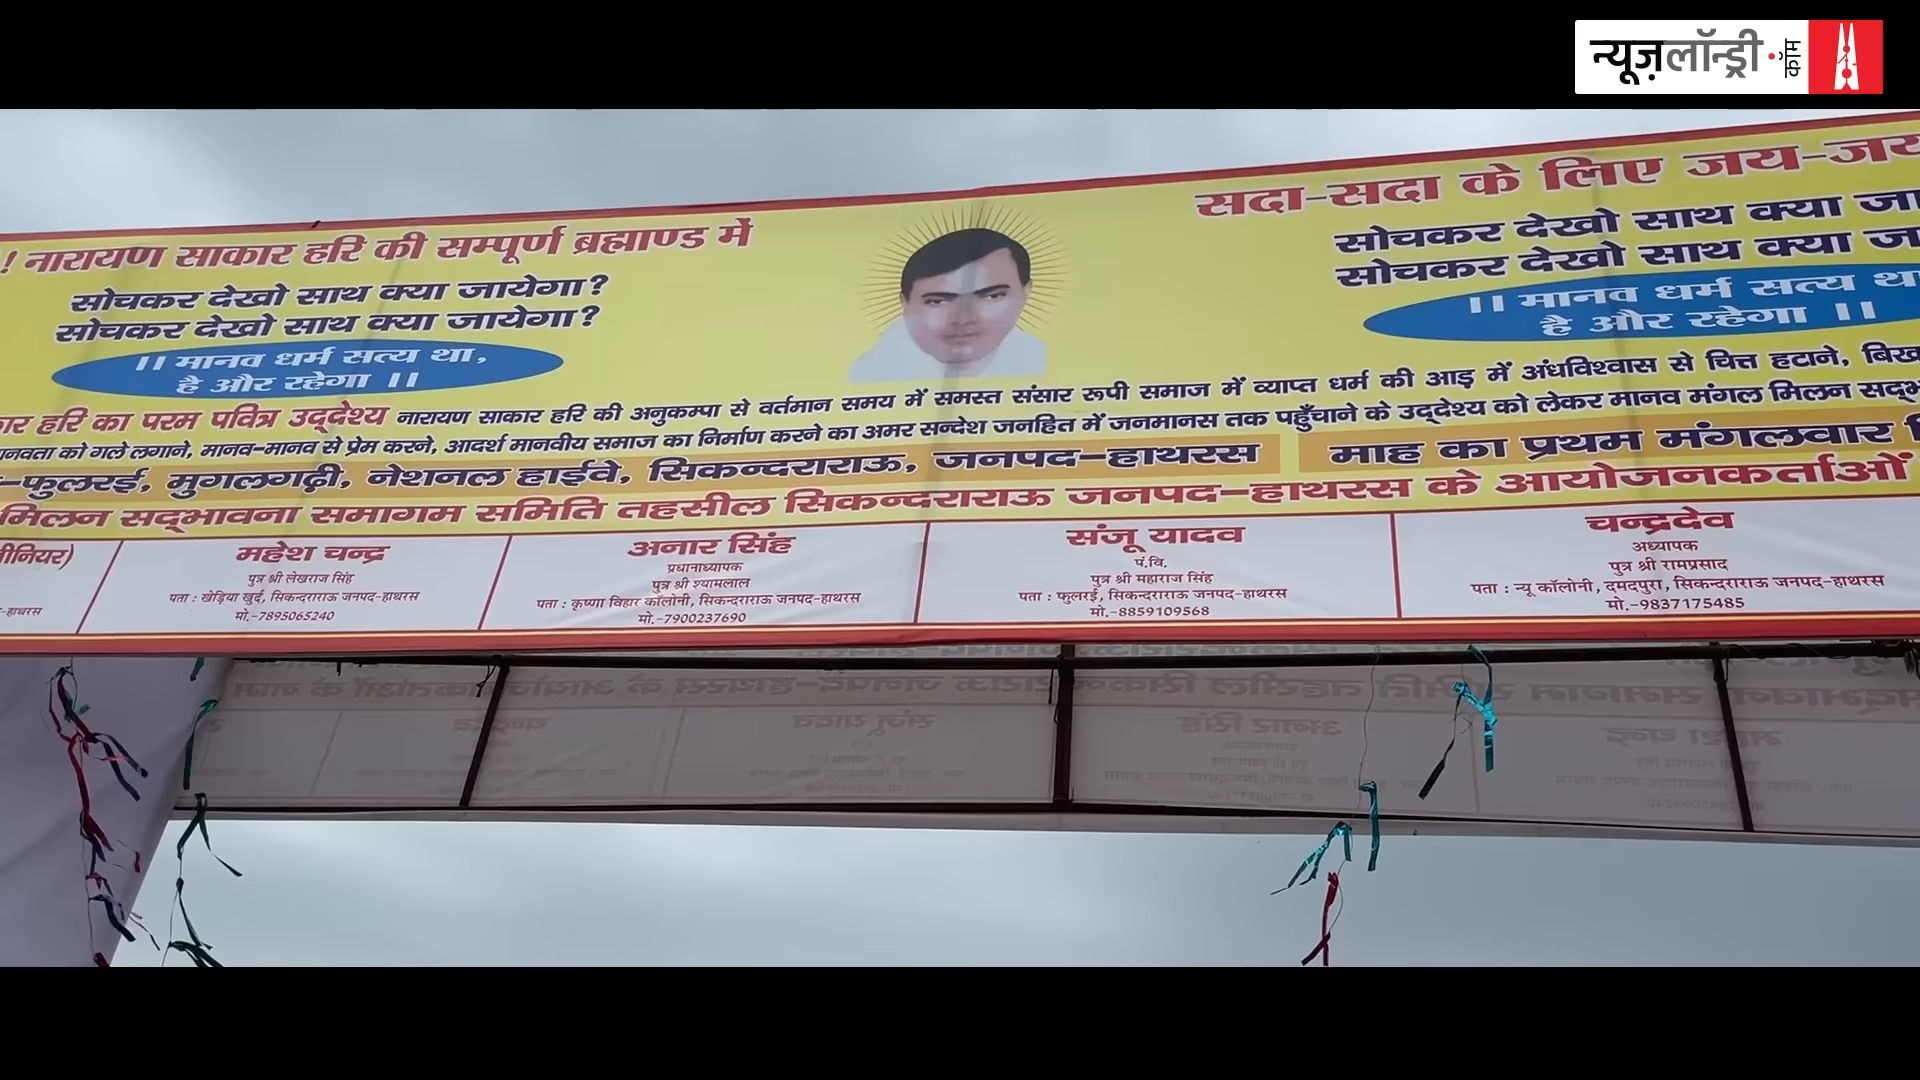 न्यूज़लॉन्ड्री.कॉम
! नारायण साकार हरि की सम्पूर्ण ब्रह्माण्ड में
सदा-सदा के लिए जय-जय
सोचकर देखो साथ क्या जायेगा?
सोचकर देखो साथ क्या जायेगा?
।। मानव धर्म सत्य था,
है और रहेगा ।।
सोचकर देखो साथ क्या जा
सोचकर देखो साथ क्या ज
।। मानव धर्म सत्य था
है और रहेगा ।।
कार हरि का परम पवित्र उद्देश्य नारायण साकार हरि की अनुकम्पा से वर्तमान समय में समस्त संसार रूपी समाज में व्याप्त धर्म की आड़ में अंधविश्वास से चित्त हटाने, बिख
मानवता को गले लगाने, मानव-मानव से प्रेम करने, आदर्श मानवीय समाज का निर्माण करने का अमर सन्देश जनहित में जनमानस तक पहुँचाने के उद्देश्य को लेकर मानव मंगल मिलन सद्भ
-फुलरई, मुगलगढ़ी, नेशनल हाईवे, सिकन्दराराऊ, जनपद-हाथरस
माह का प्रथम मंगलवार
मिलन सद्भावना समागम समिति तहसील सिकन्दराराऊ जनपद-हाथरस के आयोजनकर्ताओं
जीनियर)
-हाथरस
महेश चन्द्र
पुत्र श्री लेखराज सिंह
पता : खेड़िया खुर्द, सिकन्दराराऊ जनपद-हाथरस
मो.-7895065240
अनार सिंह
प्रधानाध्यापक
पुत्र श्री श्यामलाल
पता : कृष्णा विहार कॉलोनी, सिकन्दराराऊ जनपद-हाथरस
मो.-7900237690
संजू यादव
पं.वि.
पुत्र श्री महाराज सिंह
पता : फुलरई, सिकन्दराराऊ जनपद-हाथरस
मो.-8859109568
चन्द्रदेव
अध्यापक
पुत्र श्री रामप्रसाद
पता : न्यू कॉलोनी, दमदपुरा, सिकन्दराराऊ जनपद-हाथरस
मो.-9837175485